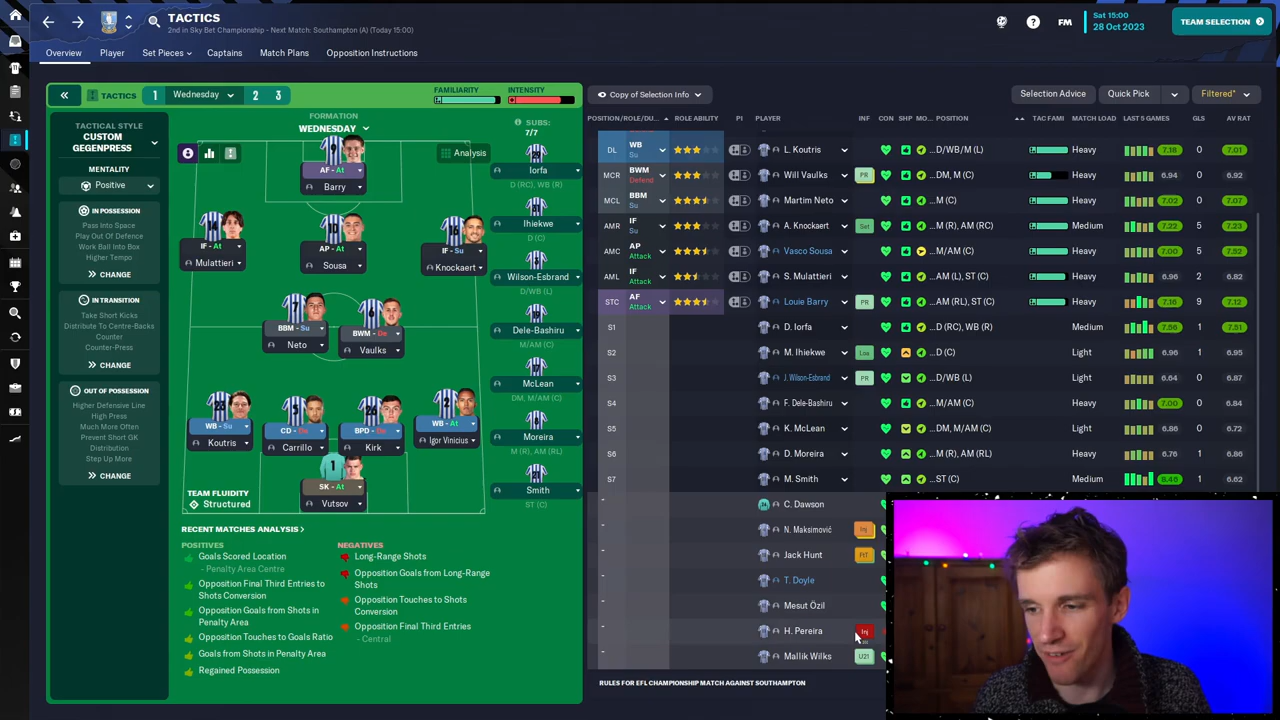 TACTICS
2nd in Sky Bet Championship - Next Match: Southampton (A) (Today 15:00)
FM
Sat 15:00
28 Oct 2023
TEAM SELECTION
Overview Player Set Pieces Captains Match Plans Opposition Instructions
TACTICS 1 Wednesday 2 3
FAMILIARITY INTENSITY
TACTICAL STYLE
CUSTOM
GEGENPRESS
MENTALITY
Positive
IN POSSESSION
Pass Into Space
Play Out Of Defence
Work Ball Into Box
Higher Tempo
CHANGE
IN TRANSITION
Take Short Kicks
Distribute To Centre-Backs
Counter
Counter-Press
CHANGE
OUT OF POSSESSION
Higher Defensive Line
High Press
Much More Often
Prevent Short GK
Distribution
Step Up More
CHANGE
FORMATION
WEDNESDAY
Analysis
AF - At
Barry
IF - At
Mulattieri
AP - At
Sousa
IF - Su
Knockaert
BBM - Su
Neto
BWM - De
Vaulks
WB - Su
Koutris
CD - De
Carrillo
BPD - De
Kirk
WB - At
Igor Vinicius
SK - At
Vutsov
TEAM FLUIDITY
Structured
SUBS:
7/7
Iorfa
D (RC), WB (R)
Ihiekwe
D (C)
Wilson-Esbrand
D/WB (L)
Dele-Bashiru
M/AM (C)
McLean
DM, M/AM (C)
Moreira
M (R), AM (RL)
Smith
ST (C)
RECENT MATCHES ANALYSIS
POSITIVES
Goals Scored Location
- Penalty Area Centre
Opposition Final Third Entries to
Shots Conversion
Opposition Goals from Shots in
Penalty Area
Opposition Touches to Goals Ratio
Goals from Shots in Penalty Area
Regained Possession
NEGATIVES
Long-Range Shots
Opposition Goals from Long-Range
Shots
Opposition Touches to Shots
Conversion
Opposition Final Third Entries
- Central
Copy of Selection Info
Selection Advice Quick Pick Filtered*
POSITION/ROLE/DU... ROLE ABILITY PI PLAYER INF CON SHP MO... POSITION TAC FAMI MATCH LOAD LAST 5 GAMES GLS AV RAT
DL WB Su L. Koutris ...D/WB/M (L) Heavy 7.18 0 7.01
MCR BWM Defend Will Vaulks PR ...DM, M (C) Heavy 6.94 0 6.92
MCL BBM Su Martim Neto ...M (C) Heavy 7.02 0 7.07
AMR IF Su A. Knockaert Set ...M (R), AM (RC) Medium 7.22 5 7.23
AMC AP Attack Vasco Sousa ...M/AM (C) Heavy 7.00 5 7.52
AML IF Attack S. Mulattieri ...AM (L), ST (C) Heavy 6.96 2 6.82
STC AF Attack Louie Barry PR ...AM (RL), ST (C) Heavy 7.16 9 7.12
S1 D. Iorfa ...D (RC), WB (R) Medium 7.56 1 7.31
S2 M. Ihiekwe Loa ...D (C) Light 6.96 1 6.95
S3 J. Wilson-Esbrand PR ...D/WB (L) Light 6.64 0 6.87
S4 F. Dele-Bashiru ...M/AM (C) Heavy 7.00 0 6.84
S5 K. McLean ...DM, M/AM (C) Light 6.86 0 6.72
S6 D. Moreira ...M (R), AM (RL) Light 6.76 0 6.86
S7 M. Smith ...ST (C) Medium 8.46 1 6.62
- C. Dawson
- N. Maksimović Inj
- Jack Hunt FIT
- T. Doyle
- Mesut Özil
- H. Pereira Inj
- Mallik Wilks U21
RULES FOR EFL CHAMPIONSHIP MATCH AGAINST SOUTHAMPTON